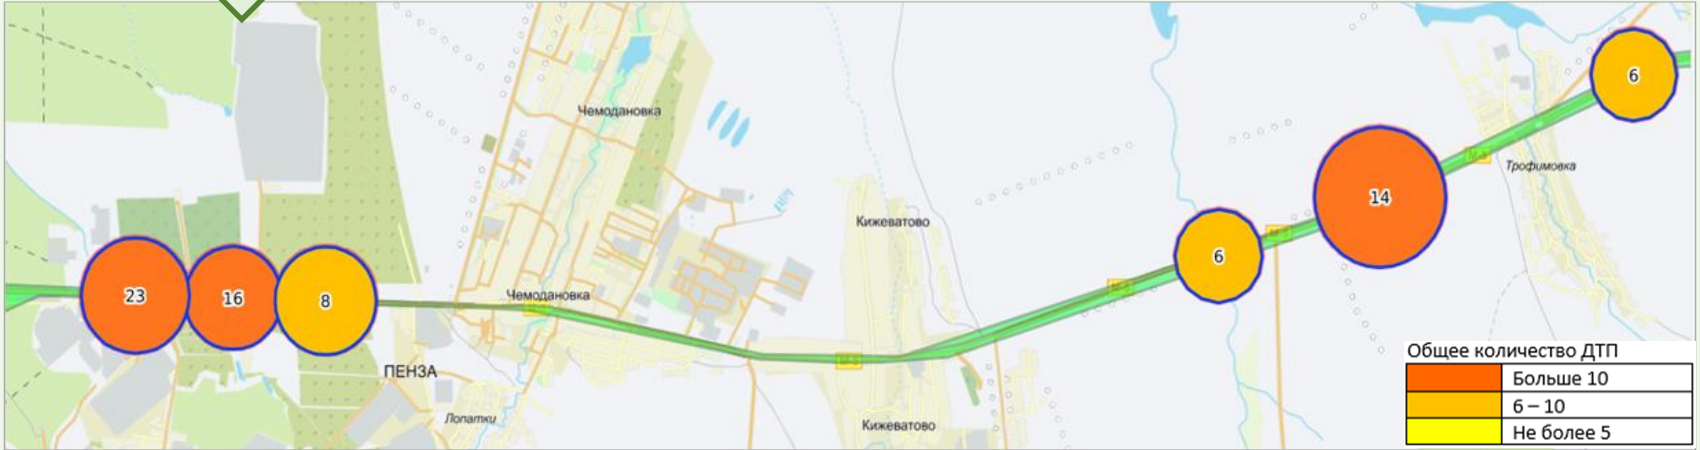 6
Чемодановка
Трофимовка
14
Кижеватово
6
23
16
8
Чемодановка
ПЕНЗА
Лопатки
Кижеватово
Общее количество ДТП
Больше 10
6 – 10
Не более 5